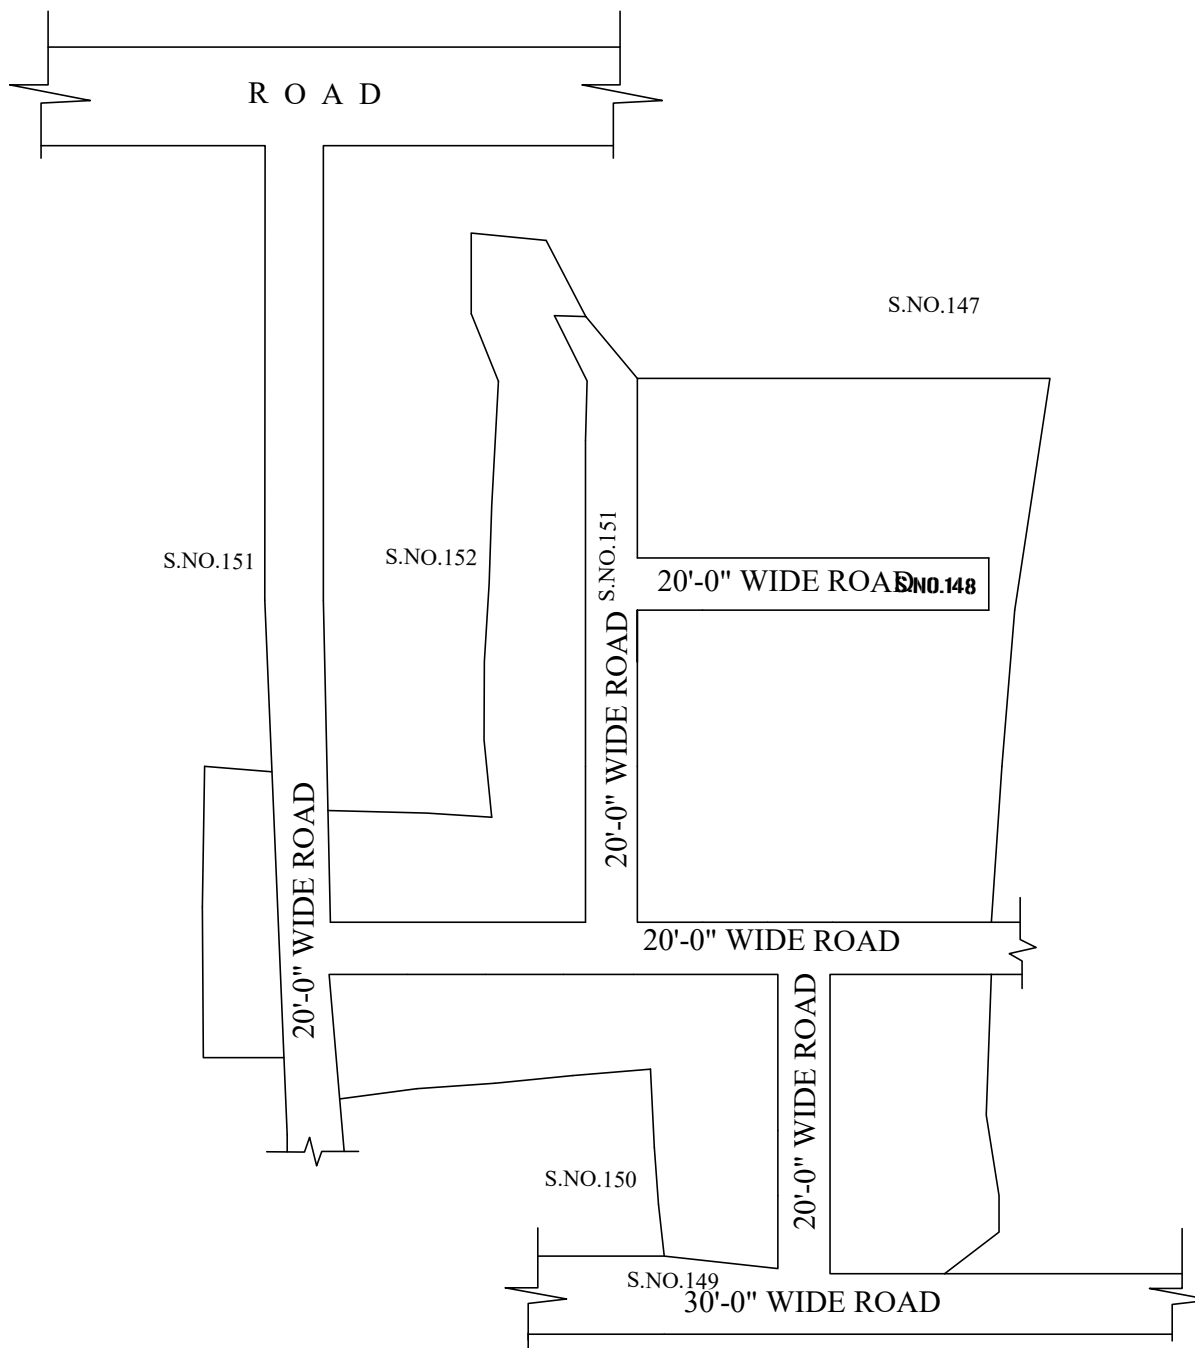 R O A D
S.NO.147
S.NO.151
S.NO.152
S.NO.151
20'-0" WIDE ROAD
S.NO.148
20'-0" WIDE ROAD
20'-0" WIDE ROAD
20'-0" WIDE ROAD
20'-0" WIDE ROAD
S.NO.150
S.NO.149
30'-0" WIDE ROAD